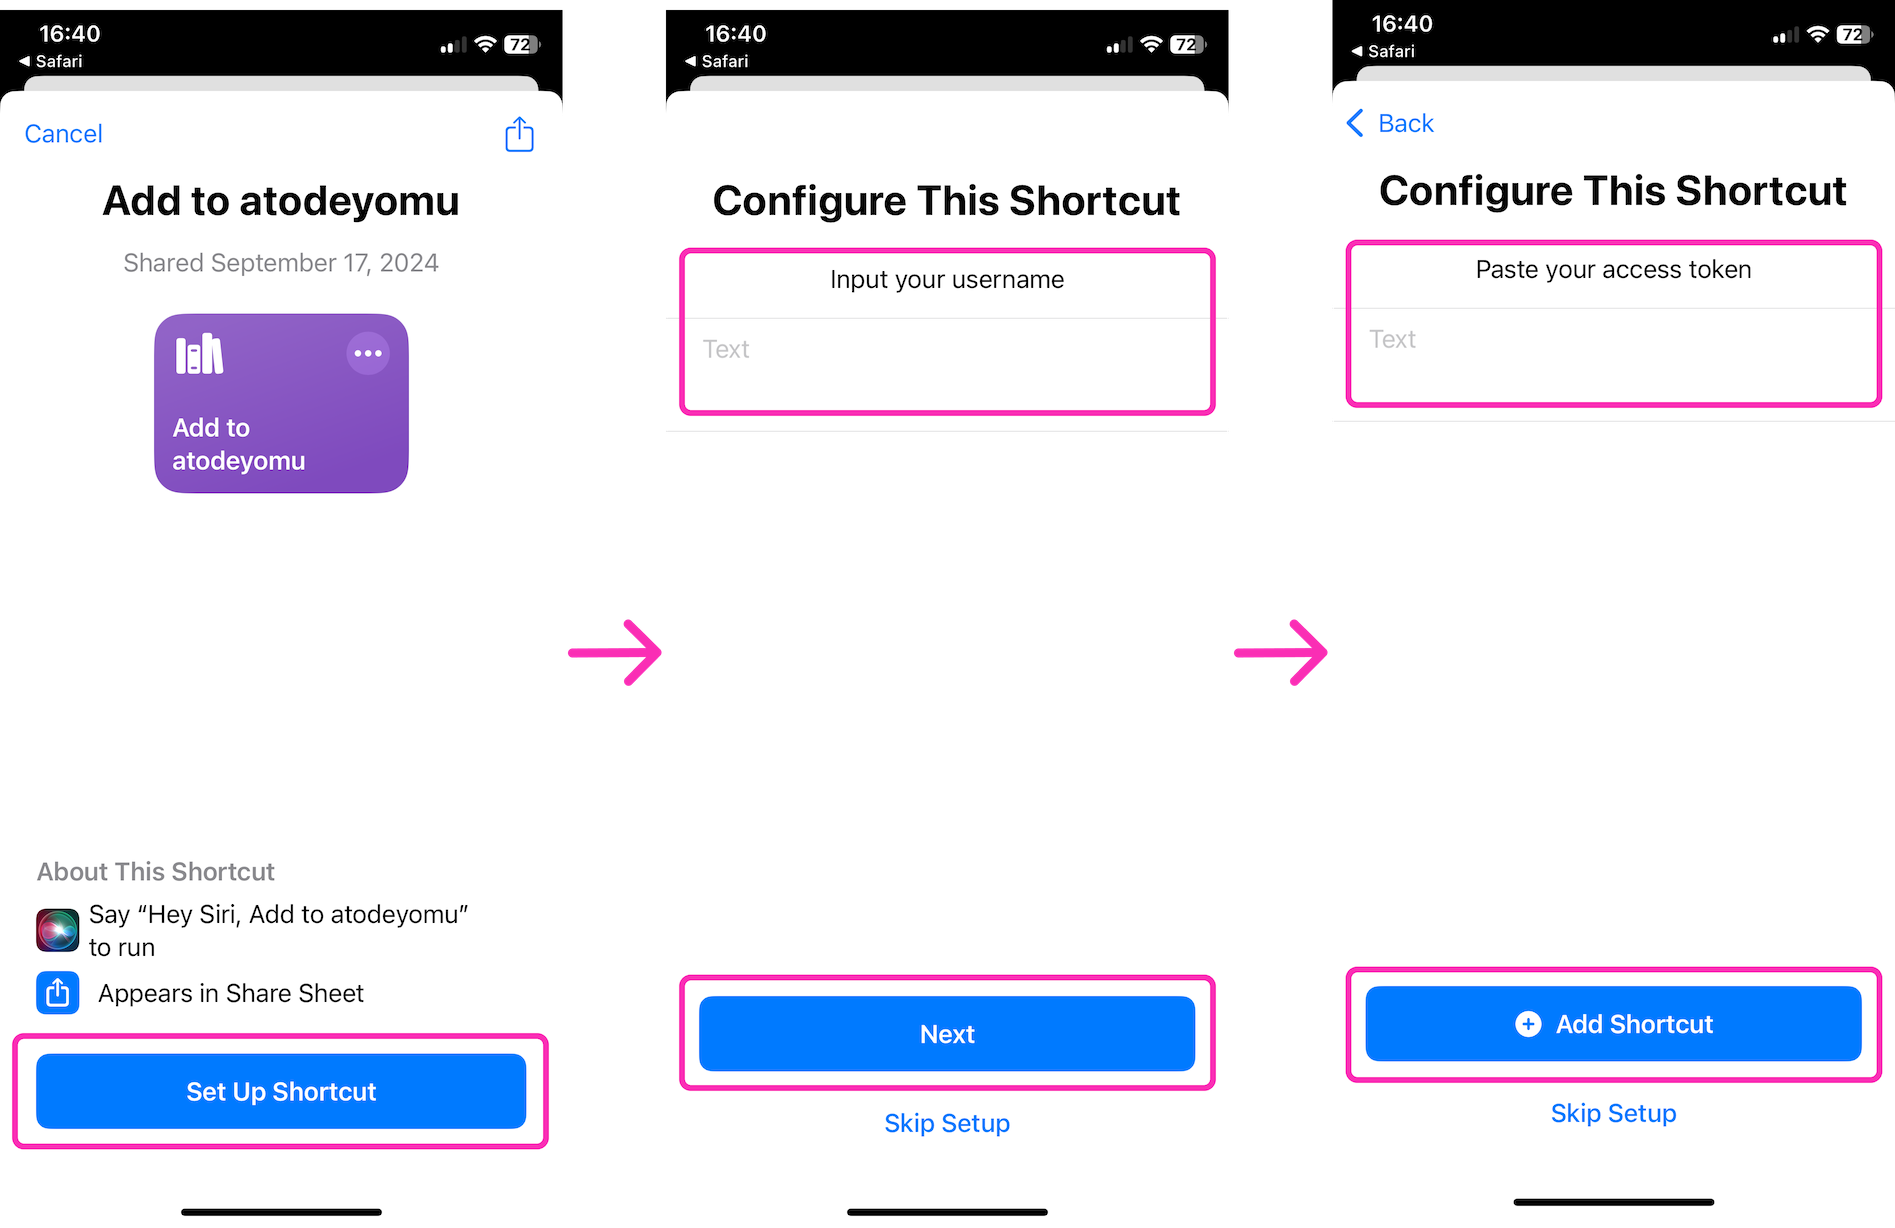 16:40
72
◀ Safari
Cancel
Add to atodeyomu
Shared September 17, 2024
Add to
atodeyomu
About This Shortcut
Say “Hey Siri, Add to atodeyomu”
to run
Appears in Share Sheet
Set Up Shortcut
16:40
72
◀ Safari
Configure This Shortcut
Input your username
Text
Next
Skip Setup
16:40
72
◀ Safari
Back
Configure This Shortcut
Paste your access token
Text
Add Shortcut
Skip Setup